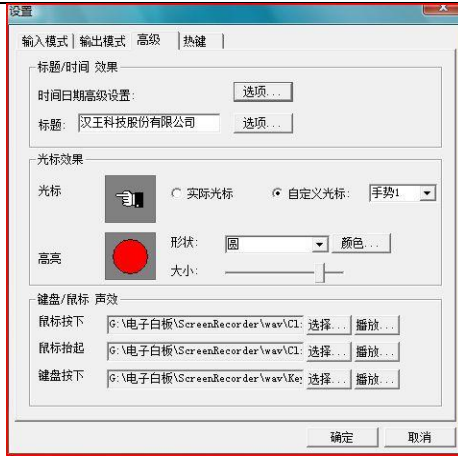 设置
输入模式 输出模式 高级 热键
标题/时间 效果
时间日期高级设置: 选项...
标题: 汉王科技股份有限公司 选项...
光标效果
光标 实际光标 自定义光标: 手势1
高亮 形状: 圆 颜色...
大小:
键盘/鼠标 声效
鼠标按下 G:\电子白板\ScreenRecorder\wav\Cl: 选择... 播放...
鼠标抬起 G:\电子白板\ScreenRecorder\wav\Cl: 选择... 播放...
键盘按下 G:\电子白板\ScreenRecorder\wav\Key 选择... 播放...
确定 取消